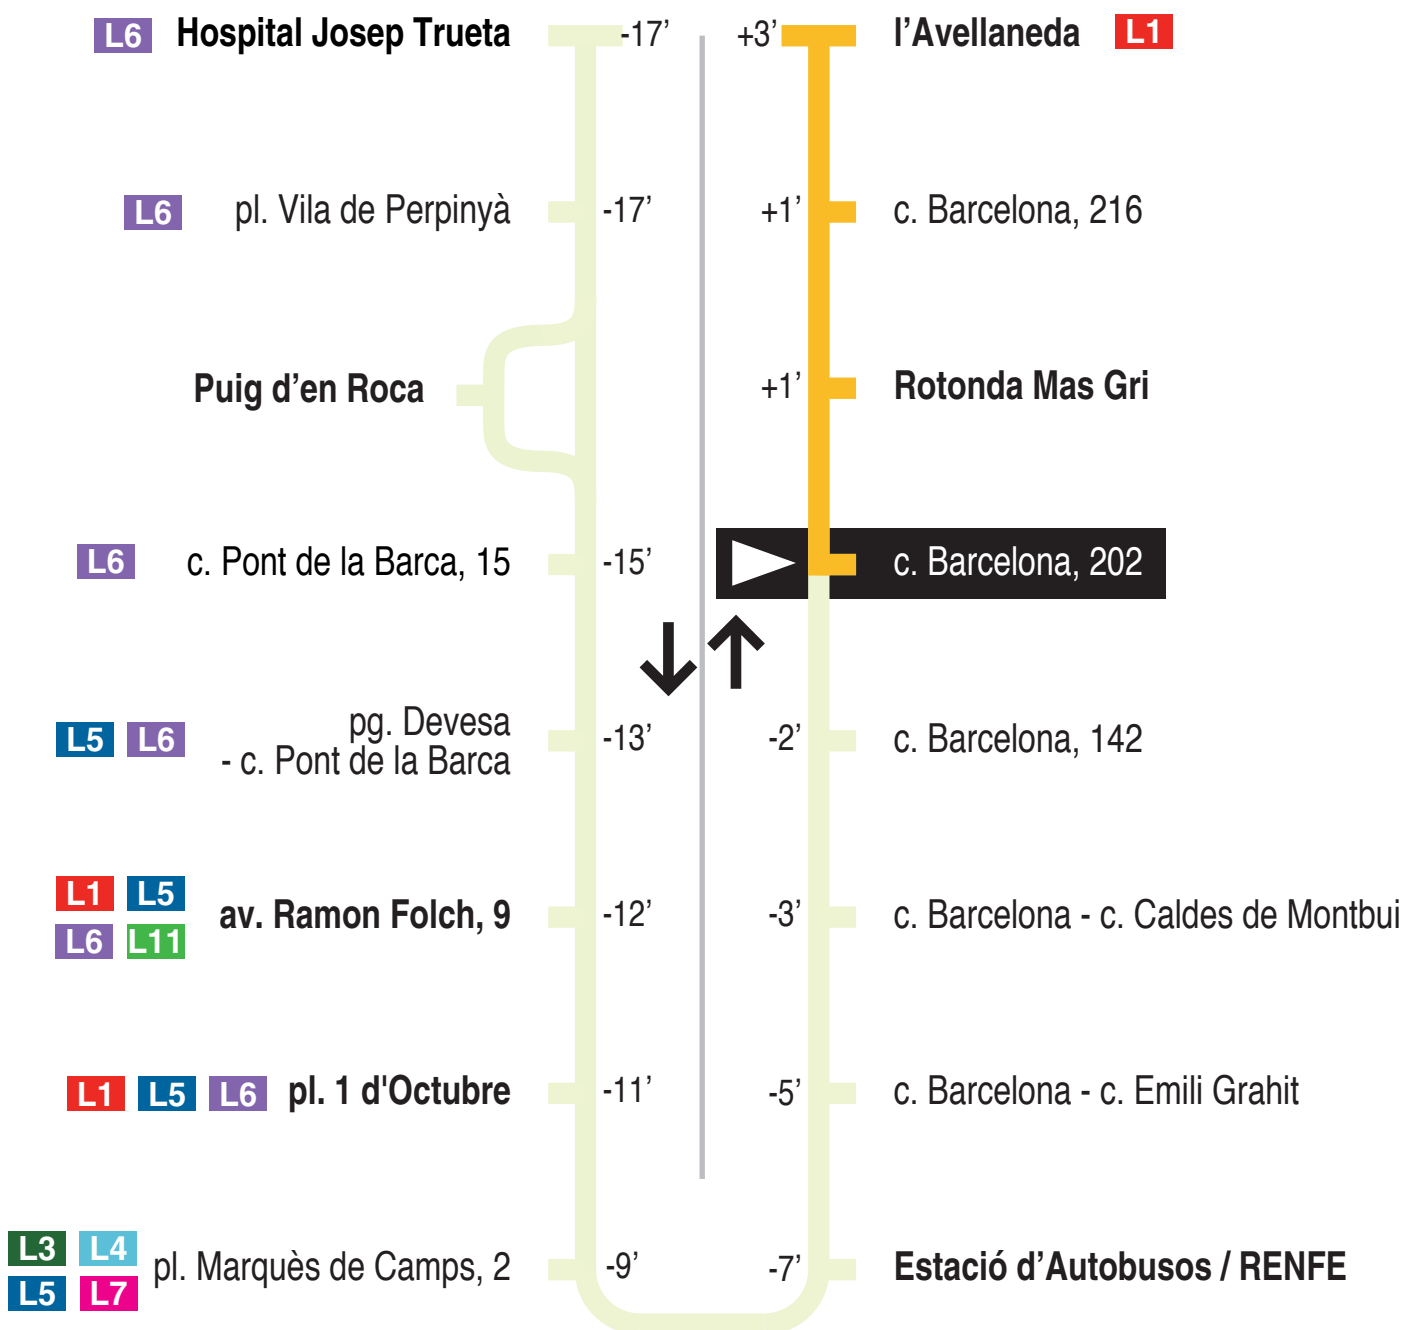 L6 Hospital Josep Trueta -17’
L6 pl. Vila de Perpinyà -17’
Puig d’en Roca
L6 c. Pont de la Barca, 15 -15’
L5 L6 pg. Devesa
- c. Pont de la Barca -13’
L1 L5
L6 L11
av. Ramon Folch, 9 -12’
L1 L5 L6 pl. 1 d'Octubre -11’
L3 L4
L5 L7
pl. Marquès de Camps, 2 -9’
+3’ l’Avellaneda L1
+1’ c. Barcelona, 216
+1’ Rotonda Mas Gri
c. Barcelona, 202
-2’ c. Barcelona, 142
-3’ c. Barcelona - c. Caldes de Montbui
-5’ c. Barcelona - c. Emili Grahit
-7’ Estació d’Autobusos / RENFE